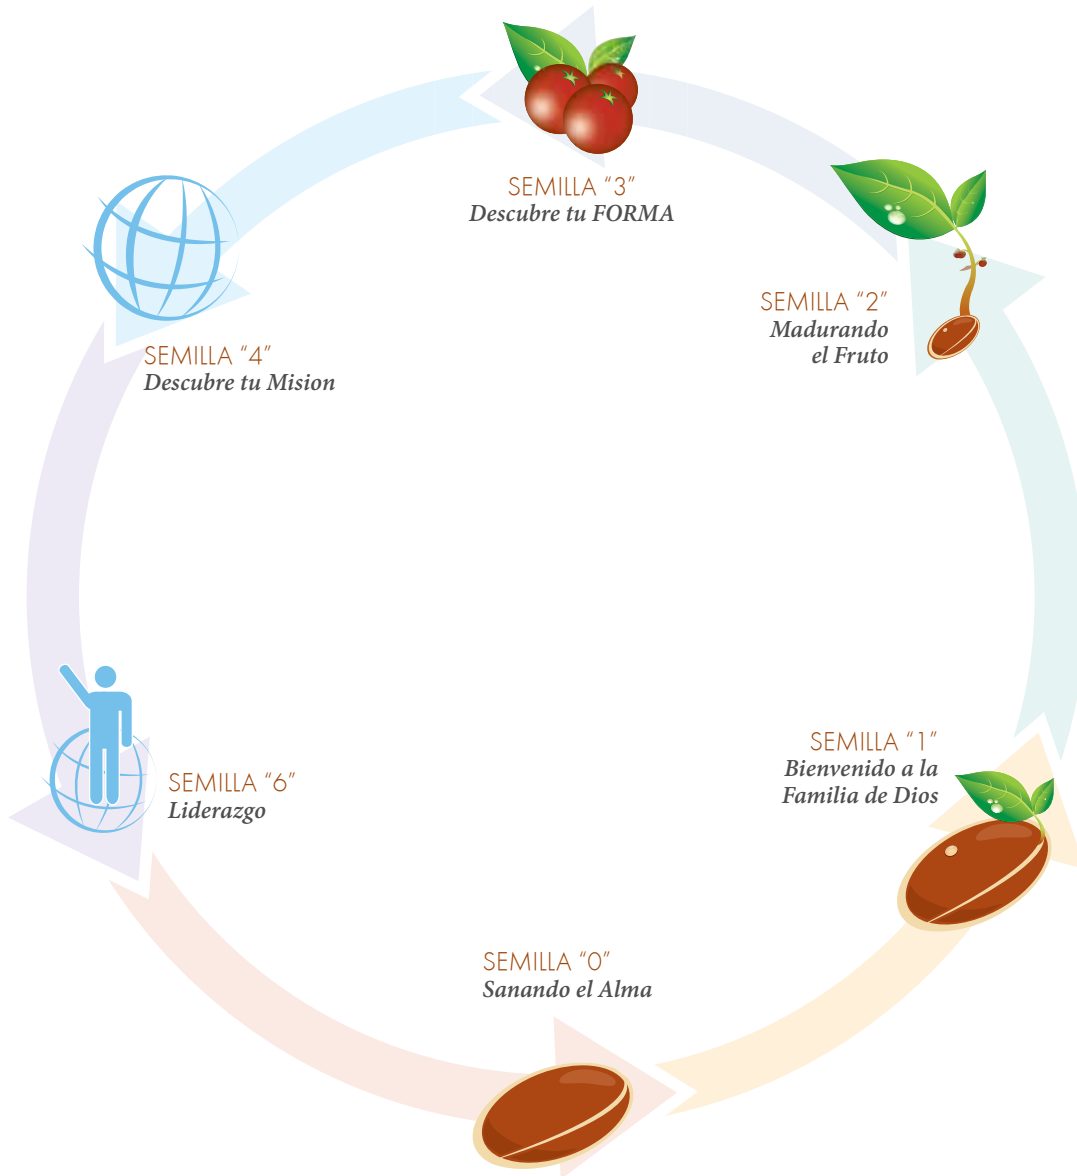 SEMILLA “3”
Descubre tu FORMA
SEMILLA “2”
Madurando
el Fruto
SEMILLA “4”
Descubre tu Mision
SEMILLA “1”
Bienvenido a la
Familia de Dios
SEMILLA “6”
Liderazgo
SEMILLA “0”
Sanando el Alma